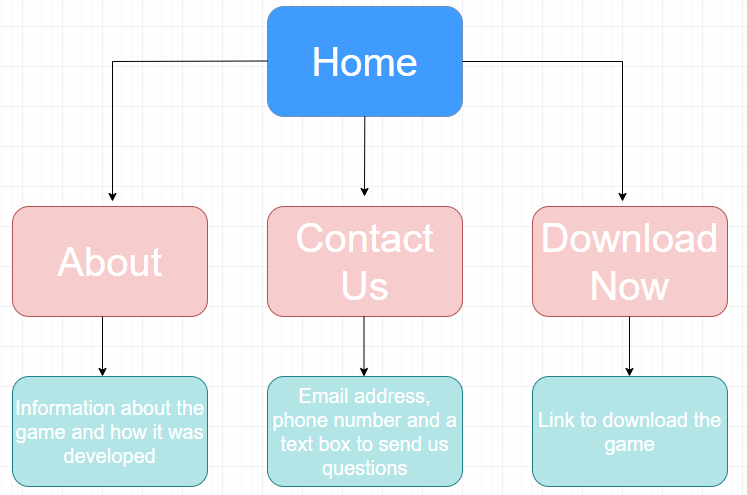 Home
About
Contact
Us
Download
Now
Information about the
game and how it was
developed
Email address,
phone number and a
text box to send us
questions
Link to download the
game